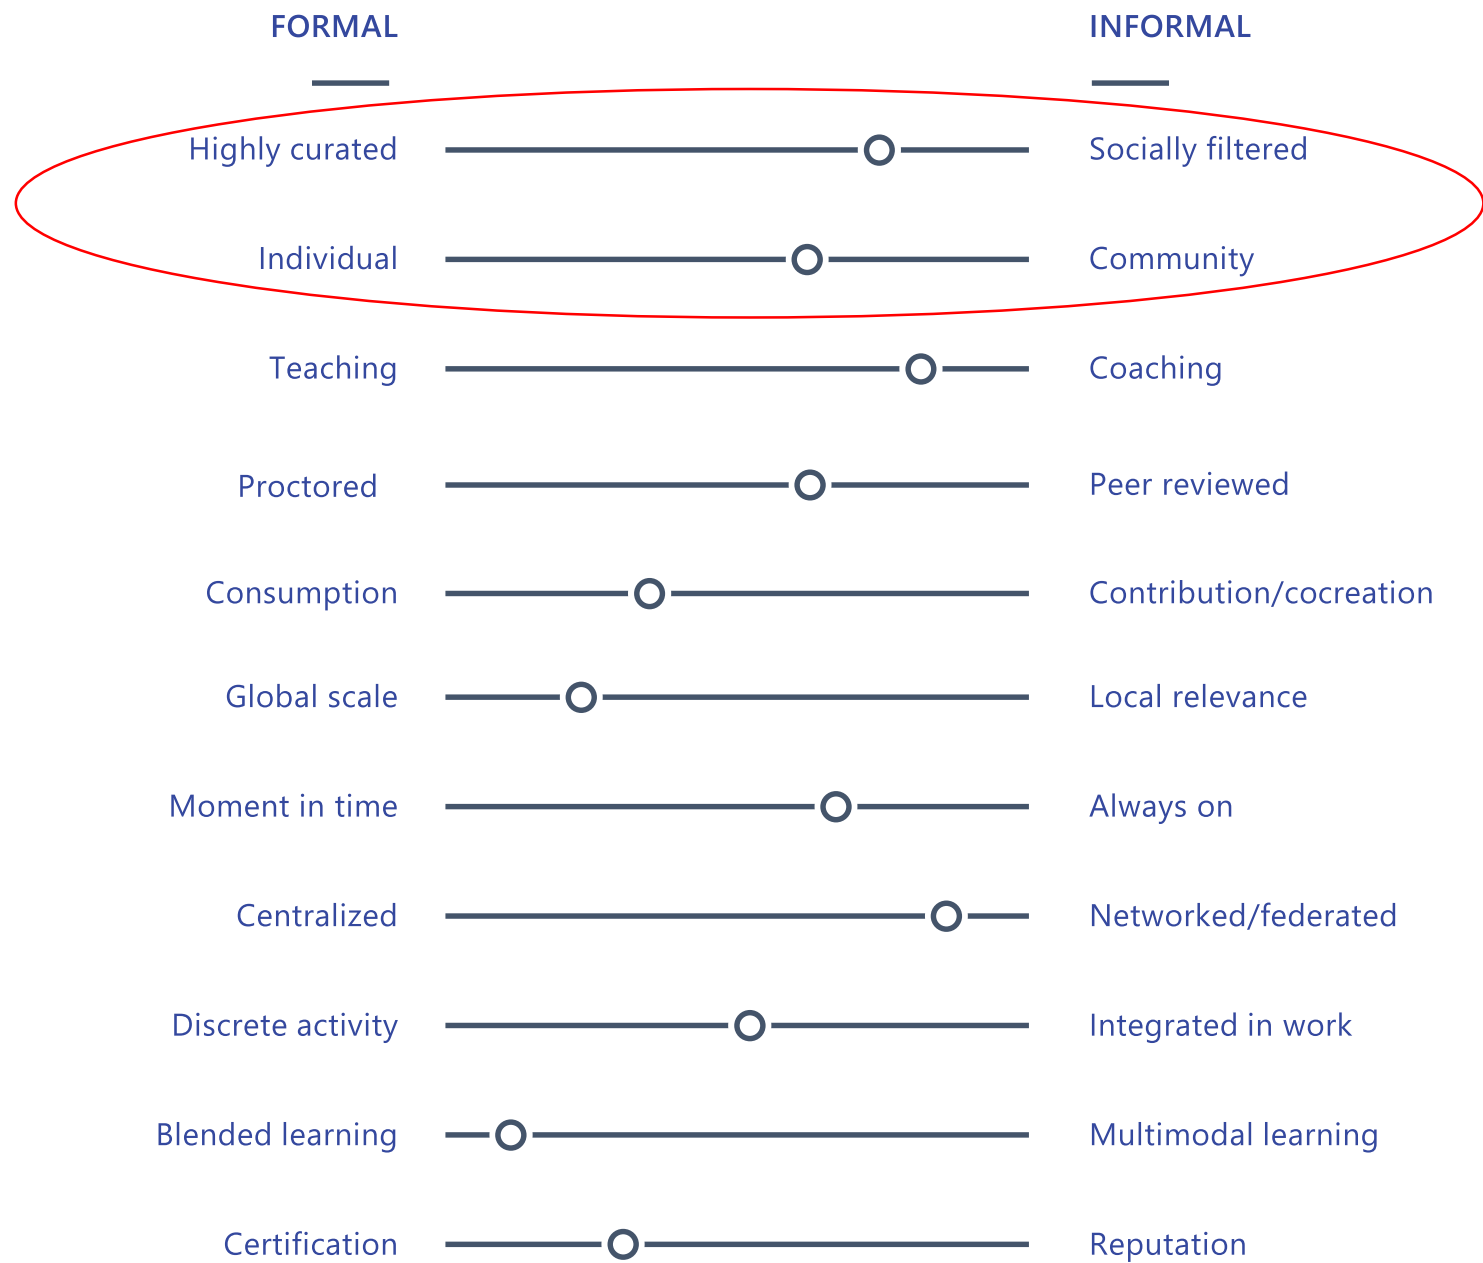 FORMAL INFORMAL
Highly curated Socially filtered
Individual Community
Teaching Coaching
Proctored Peer reviewed
Consumption Contribution/cocreation
Global scale Local relevance
Moment in time Always on
Centralized Networked/federated
Discrete activity Integrated in work
Blended learning Multimodal learning
Certification Reputation